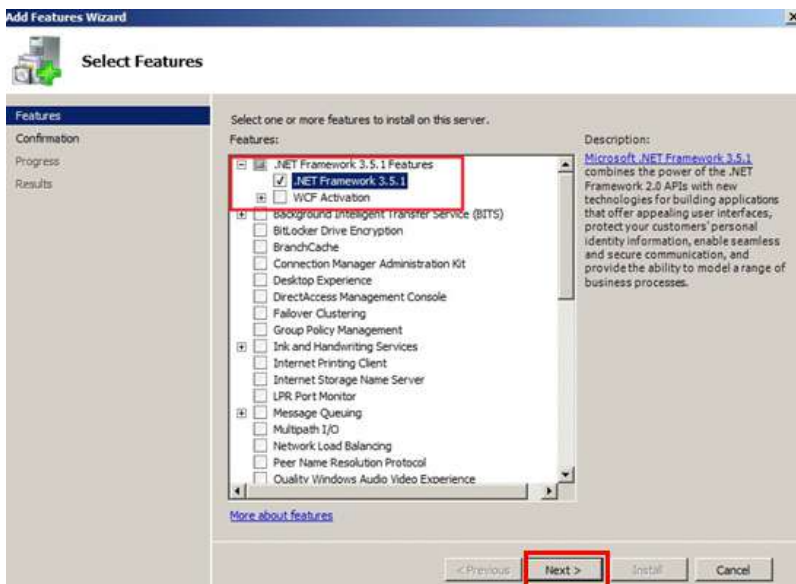 Add Features Wizard
Select Features
Features
Confirmation
Progress
Results
Select one or more features to install on this server.
Features:
.NET Framework 3.5.1 Features
.NET Framework 3.5.1
WCF Activation
Background Intelligent Transfer Service (BITS)
BitLocker Drive Encryption
BranchCache
Connection Manager Administration Kit
Desktop Experience
DirectAccess Management Console
Failover Clustering
Group Policy Management
Ink and Handwriting Services
Internet Printing Client
Internet Storage Name Server
LPR Port Monitor
Message Queuing
Multipath I/O
Network Load Balancing
Peer Name Resolution Protocol
Quality Windows Audio Video Experience
More about features
Description:
Microsoft .NET Framework 3.5.1
combines the power of the .NET
Framework 2.0 APIs with new
technologies for building applications
that offer appealing user interfaces,
protect your customers' personal
identity information, enable seamless
and secure communication, and
provide the ability to model a range of
business processes.
< Previous
Next >
Install
Cancel